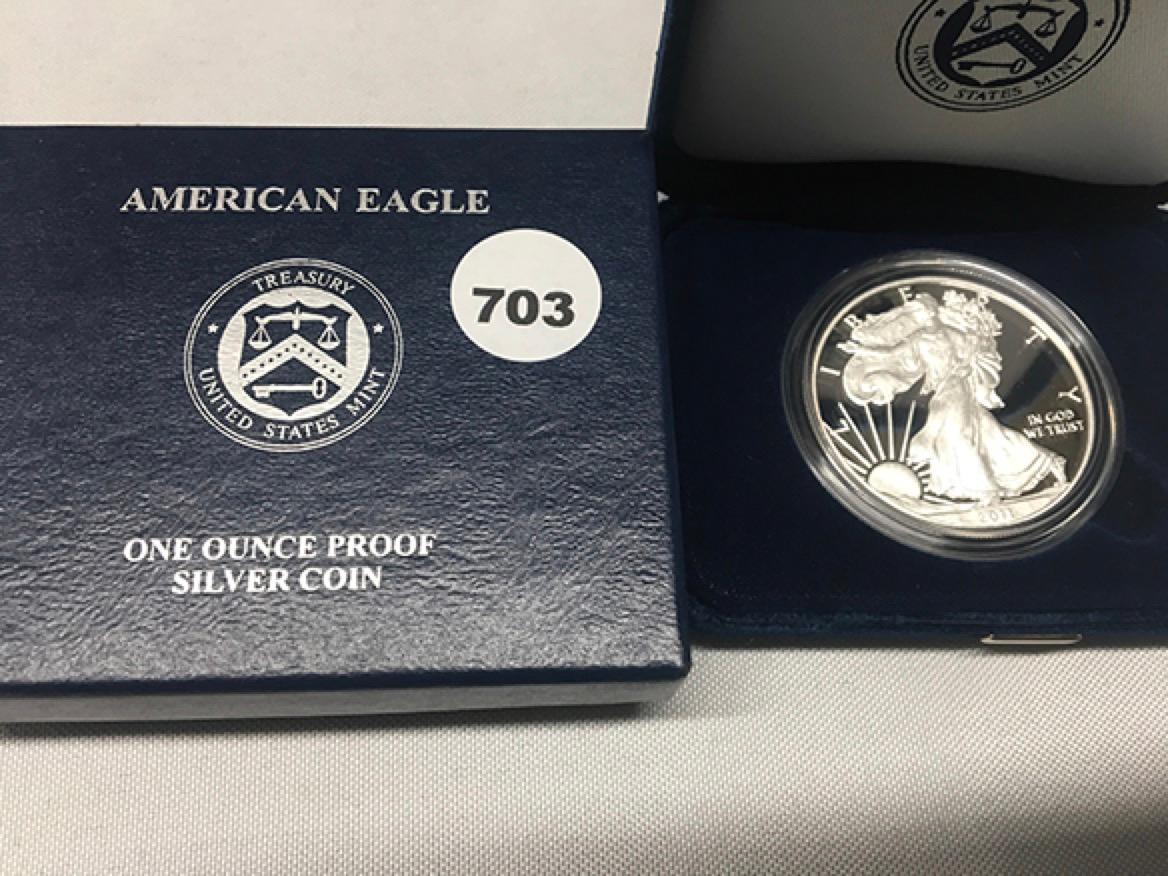 AMERICAN EAGLE
703
TREASURY
UNITED STATES MINT
ONE OUNCE PROOF
SILVER COIN
UNITED STATES MINT
LIBERTY
IN GOD
WE TRUST
2011